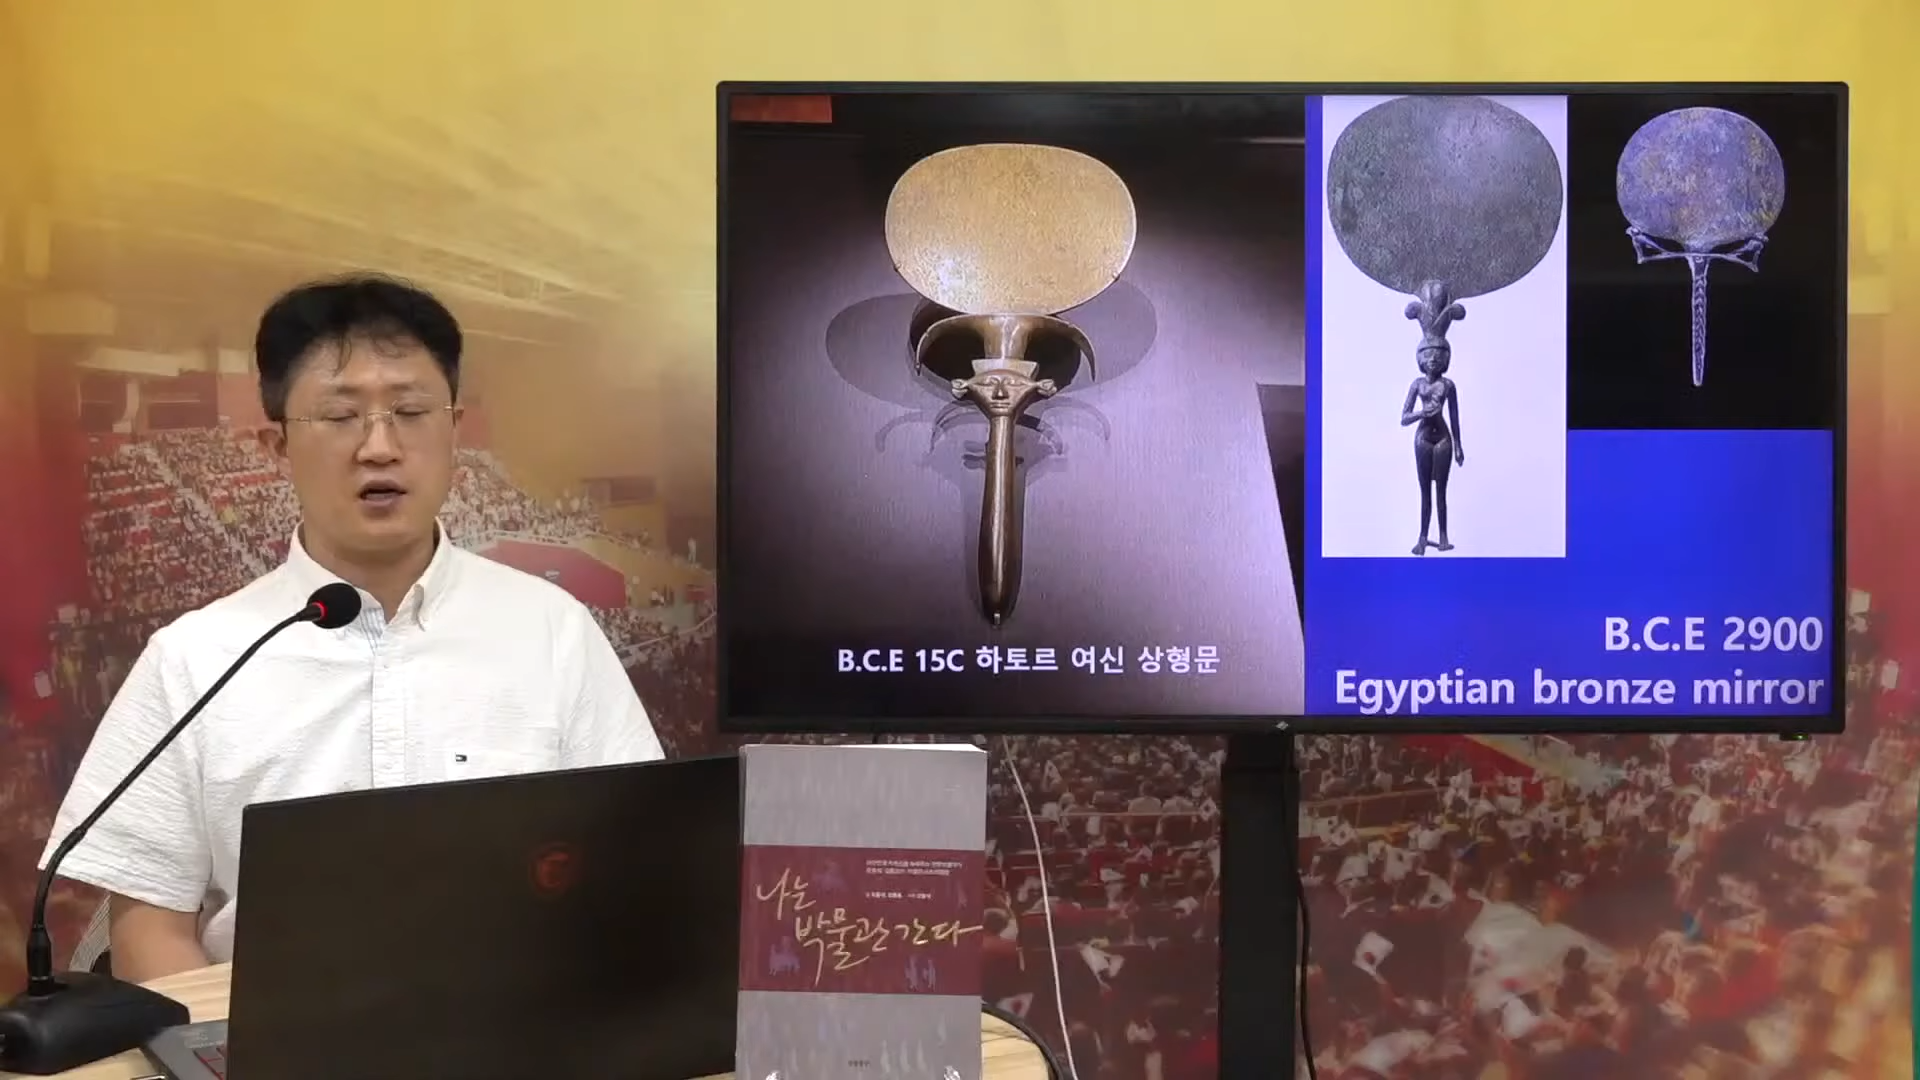 B.C.E 15C 하토르 여신 상형문
B.C.E 2900
Egyptian bronze mirror
나는
박물관 간다